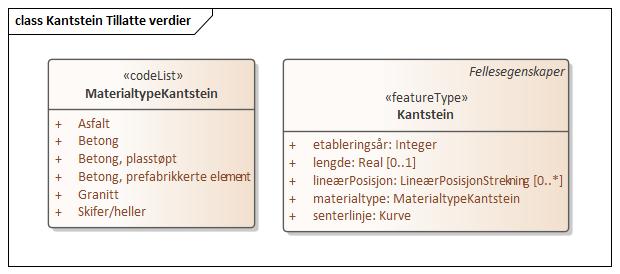 class Kantstein Tillatte verdier
«codeList»
MaterialtypeKantstein
+ Asfalt
+ Betong
+ Betong, plasstøpt
+ Betong, prefabrikkerte element
+ Granitt
+ Skifer/heller
Fellesegenskaper
«featureType»
Kantstein
+ etableringsår: Integer
+ lengde: Real [0..1]
+ lineærPosisjon: LineærPosisjonStrekning [0..*]
+ materialtype: MaterialtypeKantstein
+ senterlinje: Kurve